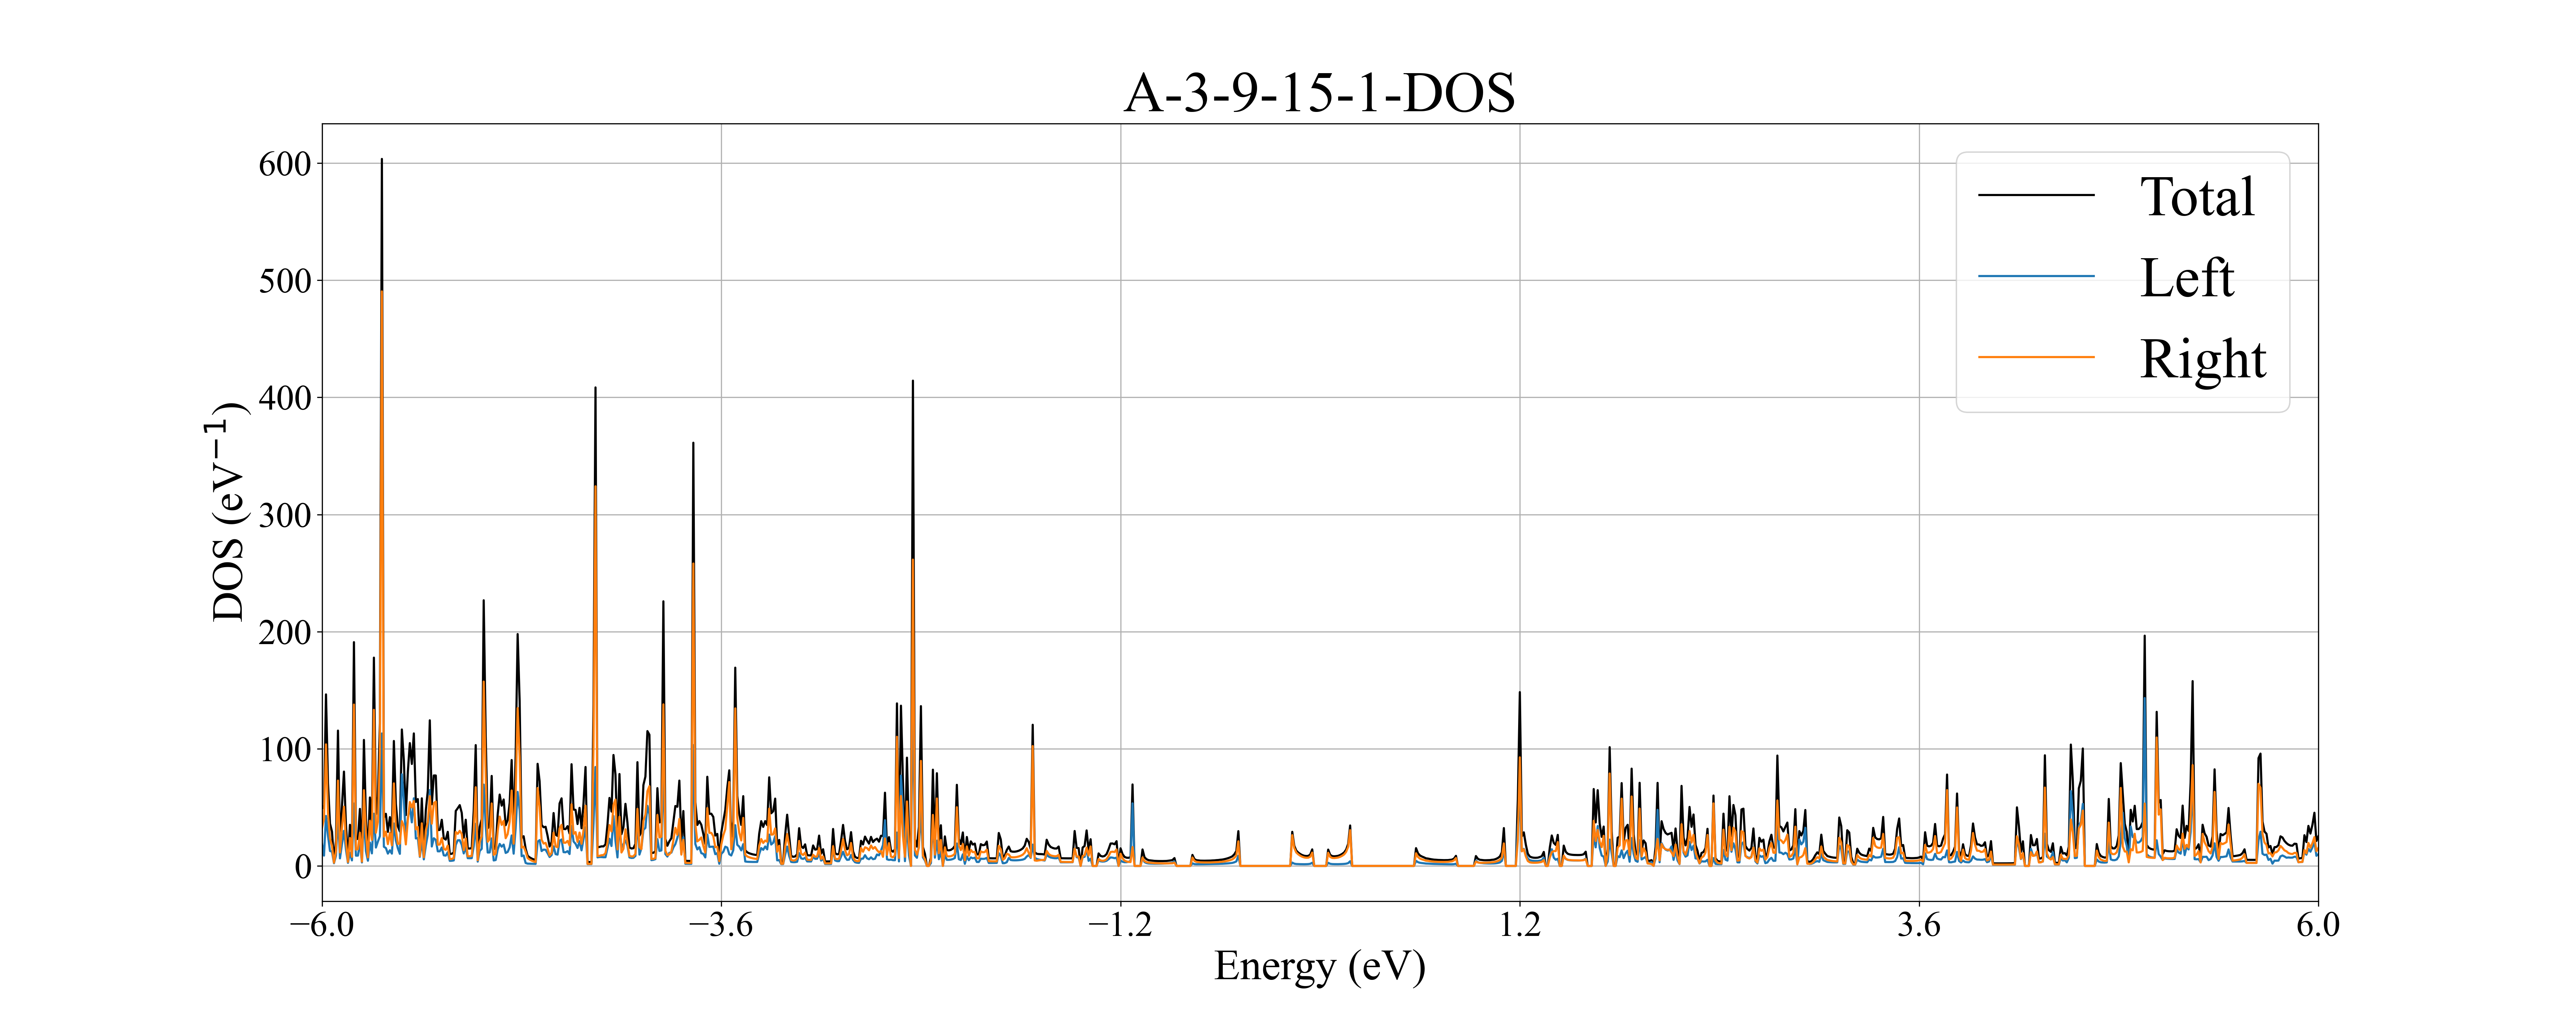 A-3-9-15-1-DOS
Total
Left
Right
DOS (eV⁻¹)
600
500
400
300
200
100
0
−6.0
−3.6
−1.2
1.2
3.6
6.0
Energy (eV)